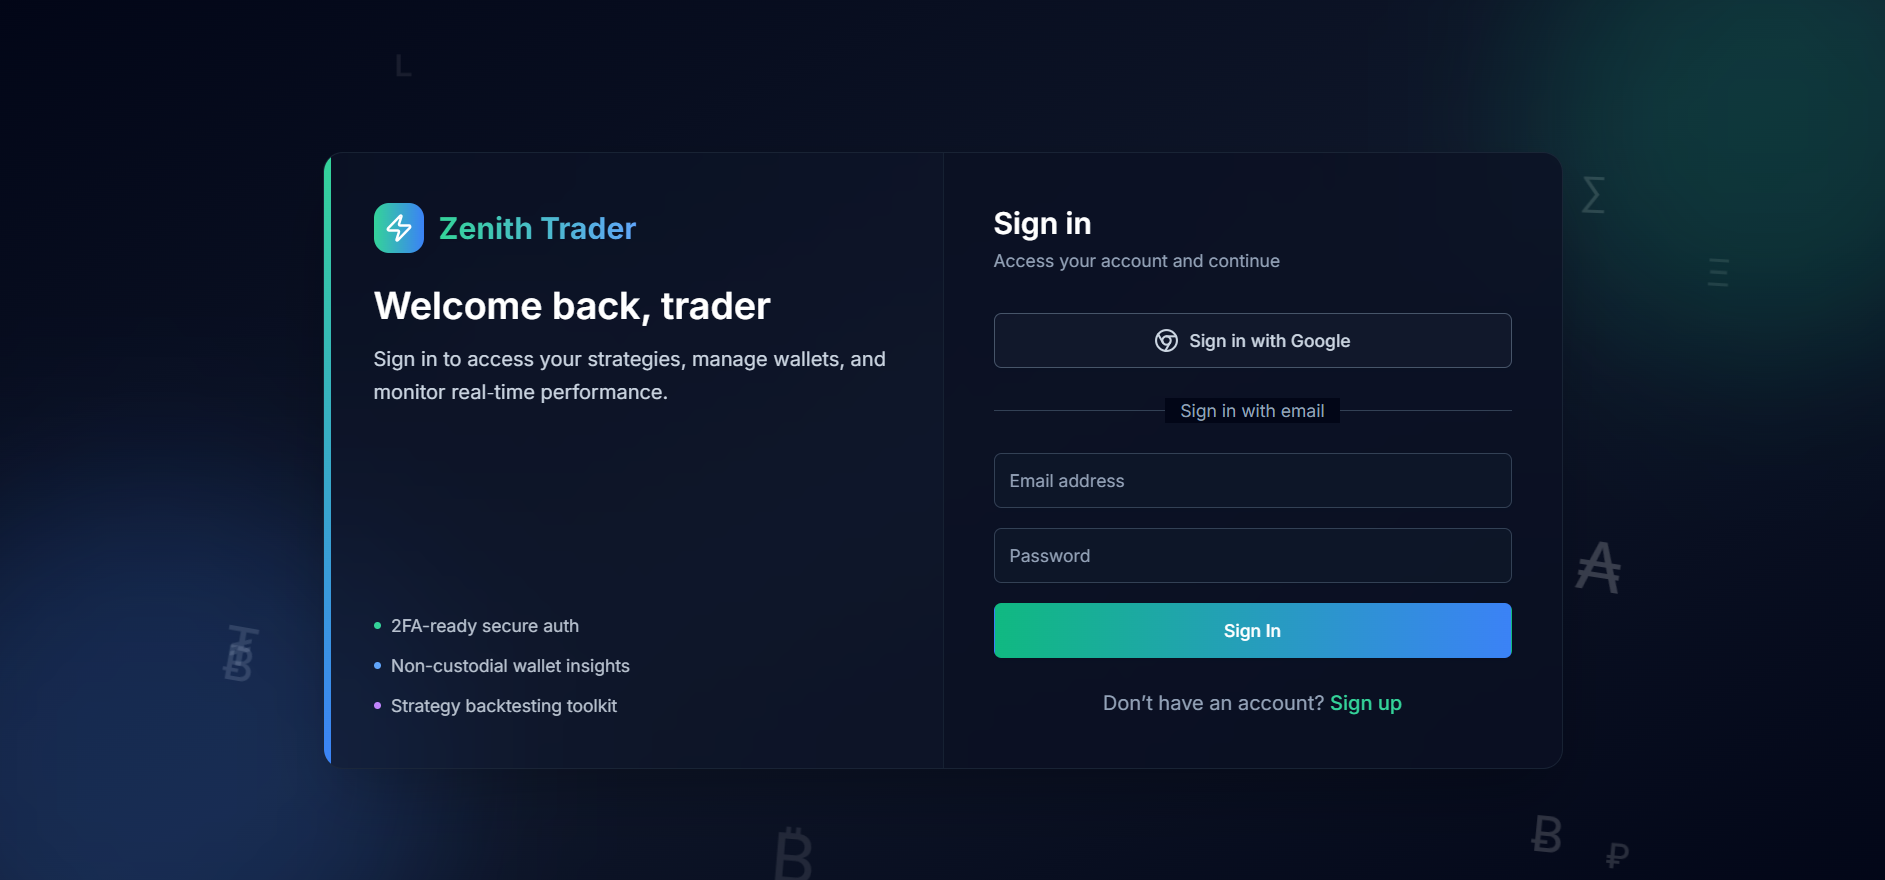 L
Zenith Trader
Welcome back, trader
Sign in to access your strategies, manage wallets, and
monitor real-time performance.
2FA-ready secure auth
Non-custodial wallet insights
Strategy backtesting toolkit
Sign in
Access your account and continue
Sign in with Google
Sign in with email
Email address
Password
Sign In
Don’t have an account? Sign up
∑
Ξ
₳
₮
Ƀ
₿
Ƀ
₽